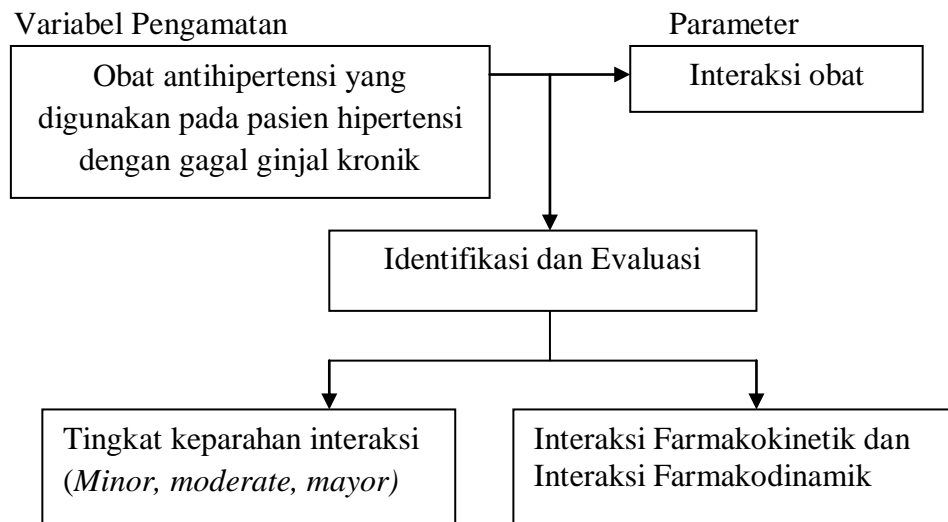 Variabel Pengamatan
Parameter
Obat antihipertensi yang
digunakan pada pasien hipertensi
dengan gagal ginjal kronik
Interaksi obat
Identifikasi dan Evaluasi
Tingkat keparahan interaksi
(Minor, moderate, mayor)
Interaksi Farmakokinetik dan
Interaksi Farmakodinamik